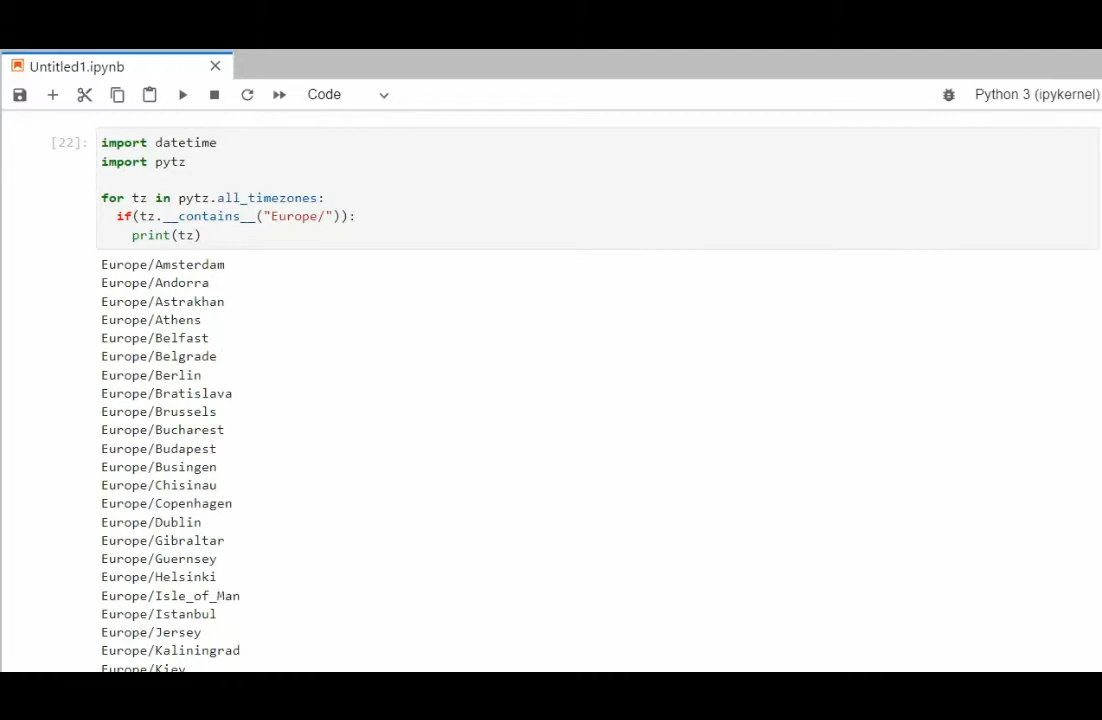 Untitled1.ipynb
Code
Python 3 (ipykernel)
[22]:
import datetime
import pytz
for tz in pytz.all_timezones:
if(tz.__contains__("Europe/")):
print(tz)
Europe/Amsterdam
Europe/Andorra
Europe/Astrakhan
Europe/Athens
Europe/Belfast
Europe/Belgrade
Europe/Berlin
Europe/Bratislava
Europe/Brussels
Europe/Bucharest
Europe/Budapest
Europe/Busingen
Europe/Chisinau
Europe/Copenhagen
Europe/Dublin
Europe/Gibraltar
Europe/Guernsey
Europe/Helsinki
Europe/Isle_of_Man
Europe/Istanbul
Europe/Jersey
Europe/Kaliningrad
Europe/Kiev